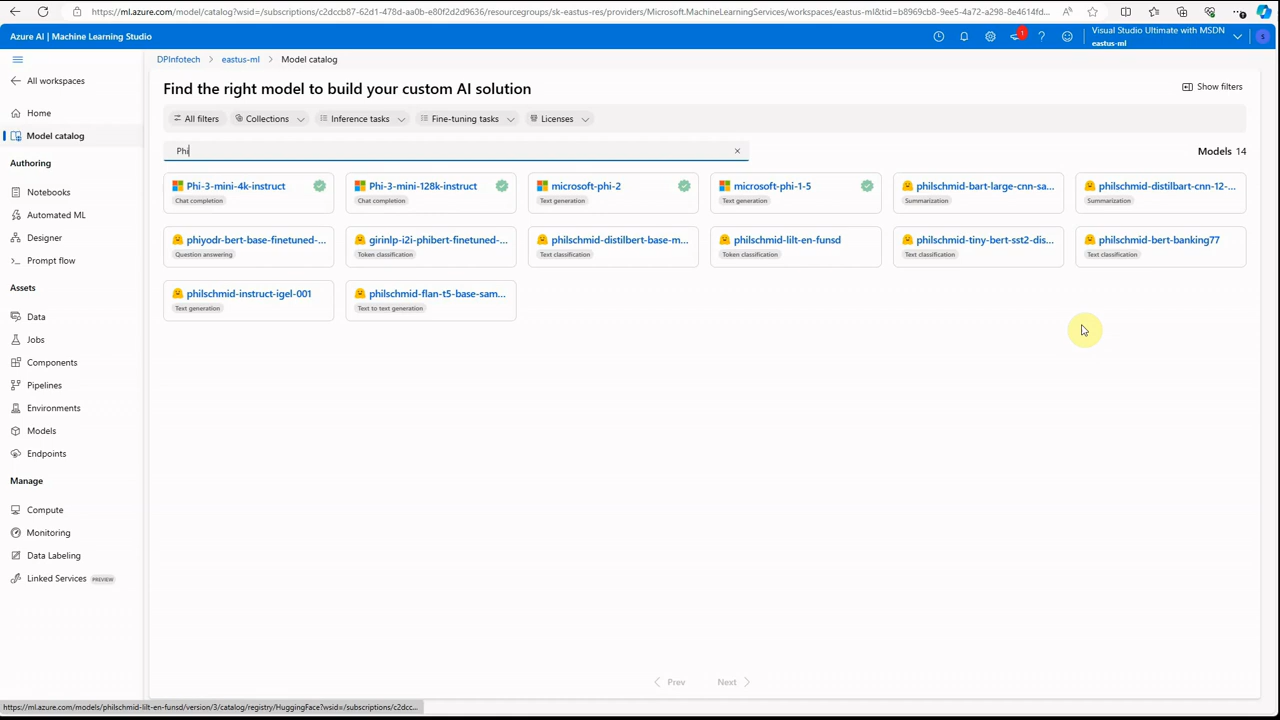 https://ml.azure.com/model/catalog?wsid=/subscriptions/c2dccb87-62d1-478d-aa0b-e80f2d2d9636/resourcegroups/sk-eastus-res/providers/Microsoft.MachineLearningServices/workspaces/eastus-ml&tid=b8969cb8-9ee5-4a72-a298-8e4614fd...
Azure AI | Machine Learning Studio
1
Visual Studio Ultimate with MSDN
eastus-ml
S
DPInfotech > eastus-ml > Model catalog
All workspaces
Home
Model catalog
Authoring
Notebooks
Automated ML
Designer
Prompt flow
Assets
Data
Jobs
Components
Pipelines
Environments
Models
Endpoints
Manage
Compute
Monitoring
Data Labeling
Linked Services PREVIEW
Find the right model to build your custom AI solution
Show filters
All filters Collections Inference tasks Fine-tuning tasks Licenses
Phi
Models 14
Phi-3-mini-4k-instruct
Chat completion
Phi-3-mini-128k-instruct
Chat completion
microsoft-phi-2
Text generation
microsoft-phi-1-5
Text generation
philschmid-bart-large-cnn-sa...
Summarization
philschmid-distilbart-cnn-12-...
Summarization
phiyodr-bert-base-finetuned-...
Question answering
girinlp-i2i-phibert-finetuned-...
Token classification
philschmid-distilbert-base-m...
Text classification
philschmid-lilt-en-funsd
Token classification
philschmid-tiny-bert-sst2-dis...
Text classification
philschmid-bert-banking77
Text classification
philschmid-instruct-igel-001
Text generation
philschmid-flan-t5-base-sam...
Text to text generation
Prev Next
https://ml.azure.com/models/philschmid-lilt-en-funsd/version/3/catalog/registry/HuggingFace?wsid=/subscriptions/c2dcc...